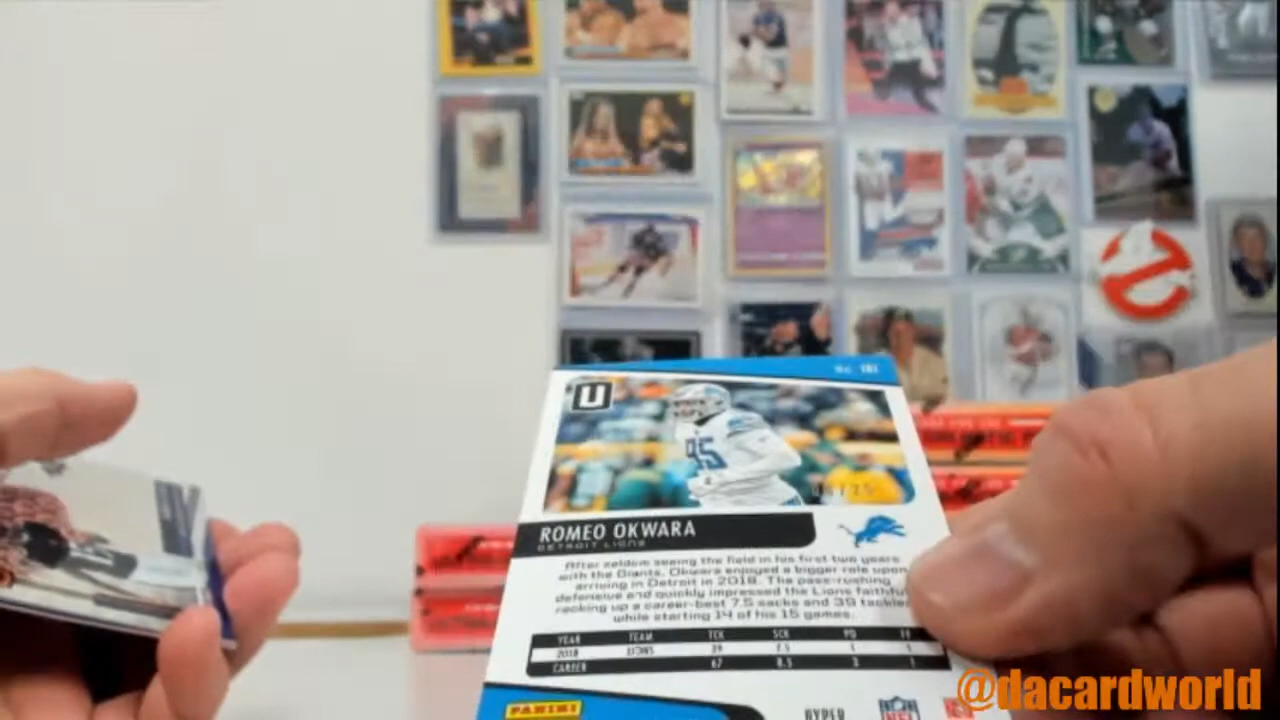 No. 181
U
95
ROMEO OKWARA
DETROIT LIONS
After seldom seeing the field in his first two years
with the Giants, Okwara enjoyed a bigger role upon
arriving in Detroit in 2018. The pass-rushing
defensive end quickly impressed the Lions faithful,
racking up a career-best 7.5 sacks and 39 tackles
while starting 14 of his 15 games.
YEAR TEAM TCK SCK PD FF
2018 LIONS 39 7.5 1 1
CAREER 67 8.5 3 1
PANINI
HYPER
NFL
@dacardworld